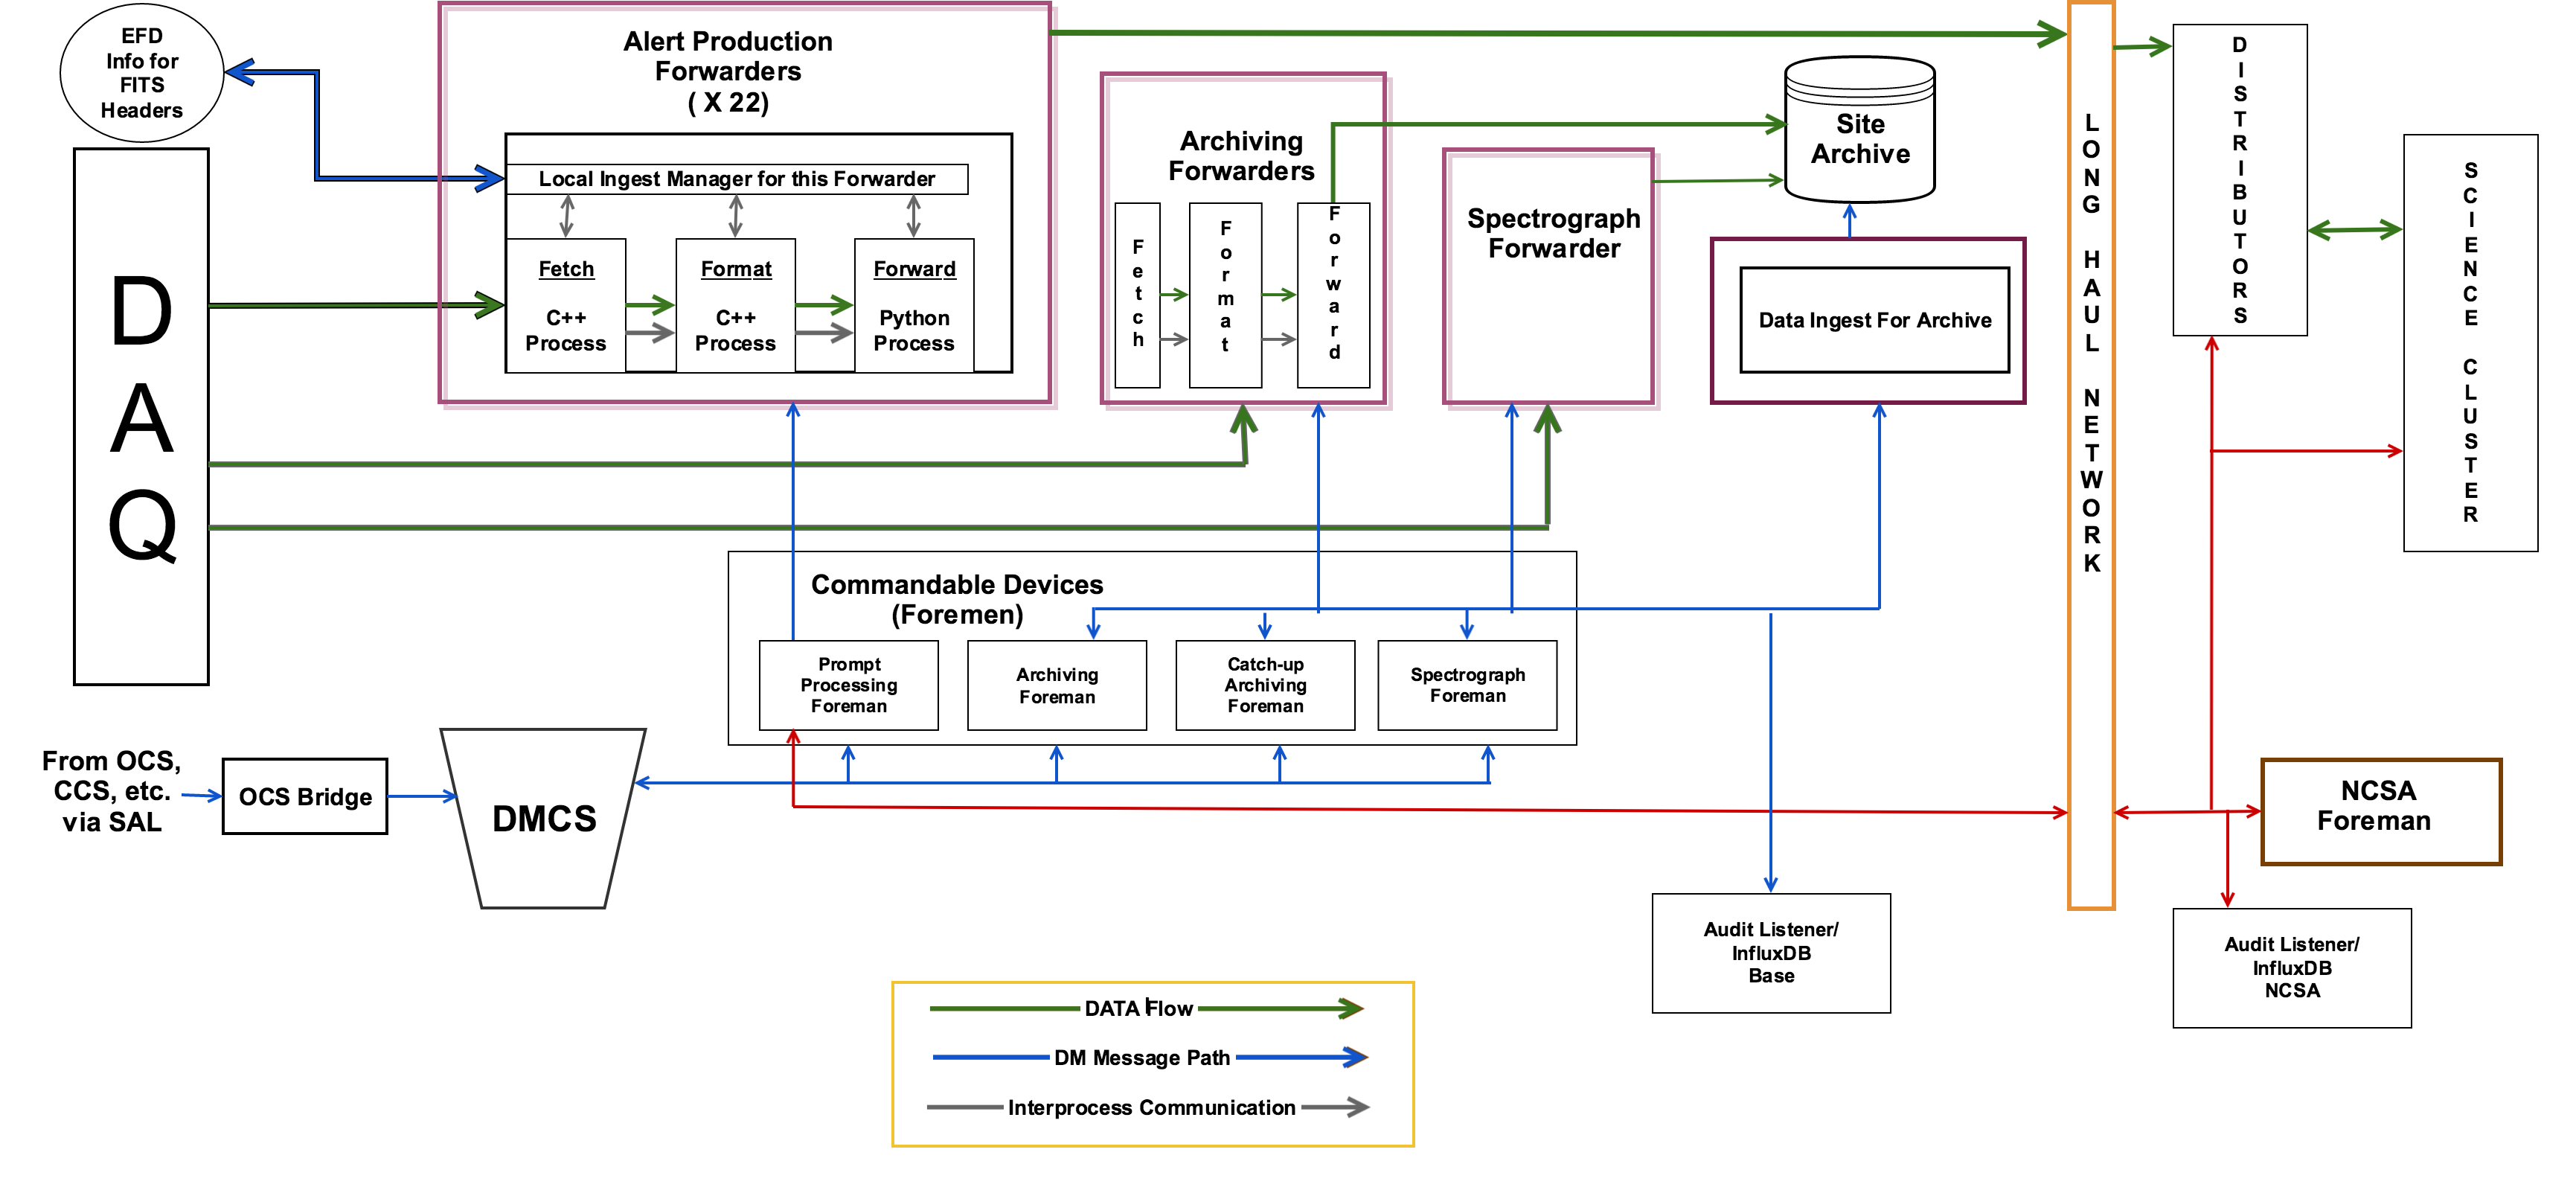 EFD
Info for
FITS
Headers
DAQ
Alert Production
Forwarders
( X 22)
Local Ingest Manager for this Forwarder
Fetch
C++
Process
Format
C++
Process
Forward
Python
Process
Archiving
Forwarders
Fetch
Format
Forward
Spectrograph
Forwarder
Site
Archive
Data Ingest For Archive
LONG HAUL NETWORK
DISTRIBUTORS
SCIENCE CLUSTER
Commandable Devices
(Foremen)
Prompt
Processing
Foreman
Archiving
Foreman
Catch-up
Archiving
Foreman
Spectrograph
Foreman
From OCS,
CCS, etc.
via SAL
OCS Bridge
DMCS
NCSA
Foreman
Audit Listener/
InfluxDB
Base
Audit Listener/
InfluxDB
NCSA
DATA Flow
DM Message Path
Interprocess Communication